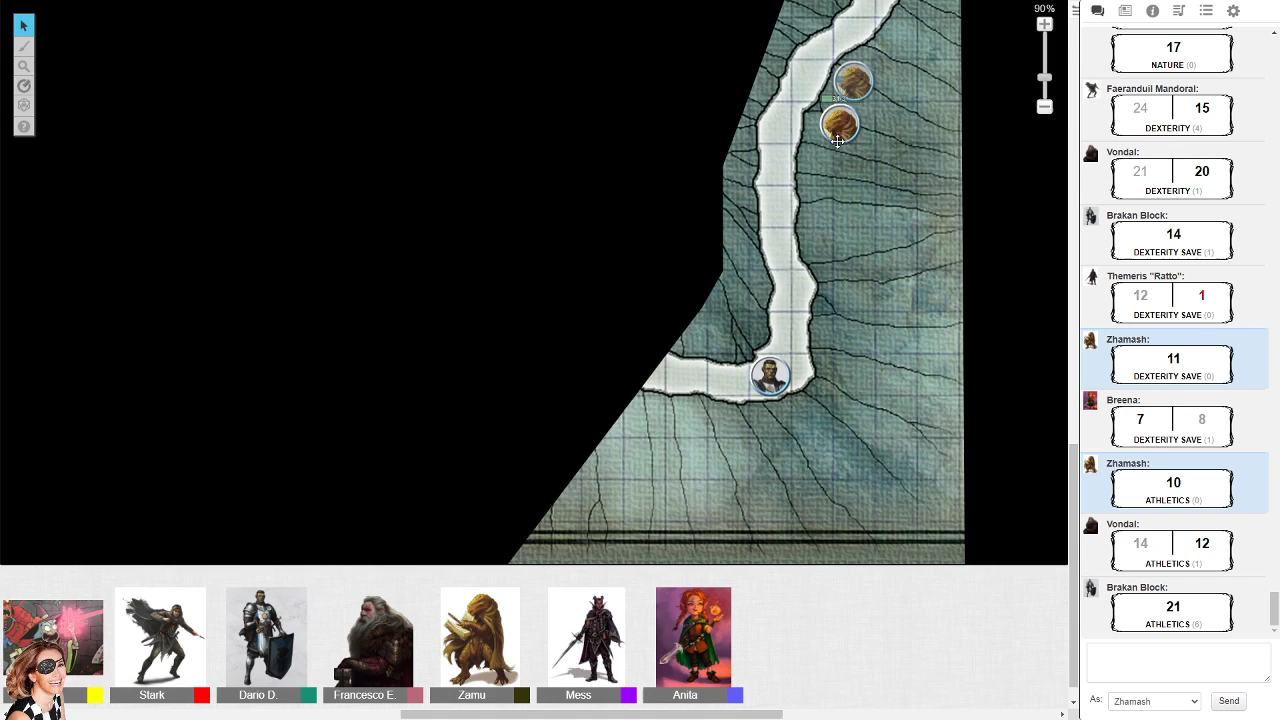 90%
17
NATURE (0)
Faeranduil Mandoral:
24 15
DEXTERITY (4)
Vondal:
21 20
DEXTERITY (1)
Brakan Block:
14
DEXTERITY SAVE (1)
Themeris "Ratto":
12 1
DEXTERITY SAVE (0)
Zhamash:
11
DEXTERITY SAVE (0)
Breena:
7 8
DEXTERITY SAVE (1)
Zhamash:
10
ATHLETICS (0)
Vondal:
14 12
ATHLETICS (1)
Brakan Block:
21
ATHLETICS (6)
Stark
Dario D.
Francesco E.
Zamu
Mess
Anita
As:
Zhamash
Send